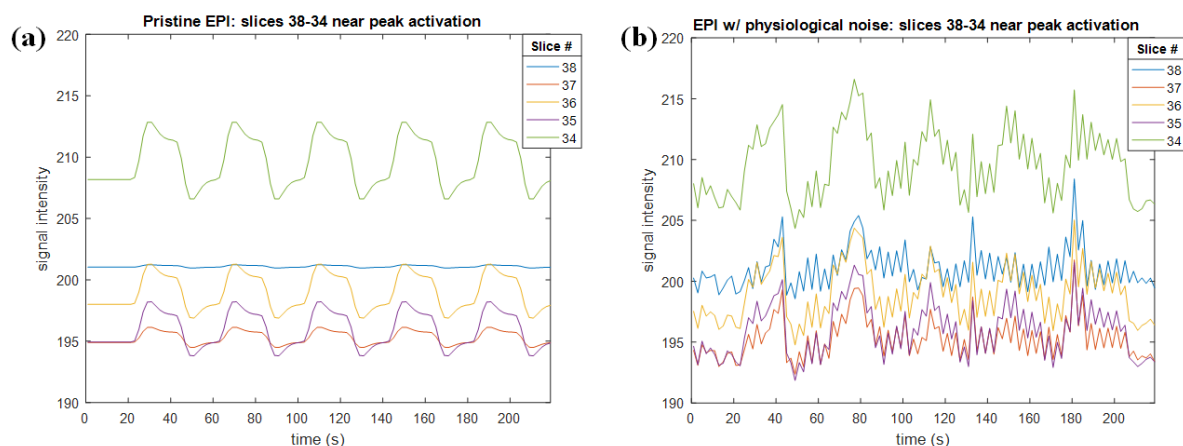 (a)
Pristine EPI: slices 38-34 near peak activation
220
215
210
205
200
195
190
signal intensity
0 20 40 60 80 100 120 140 160 180 200
time (s)
Slice #
38
37
36
35
34
(b)
EPI w/ physiological noise: slices 38-34 near peak activation
220
215
210
205
200
195
190
signal intensity
0 20 40 60 80 100 120 140 160 180 200
time (s)
Slice #
38
37
36
35
34